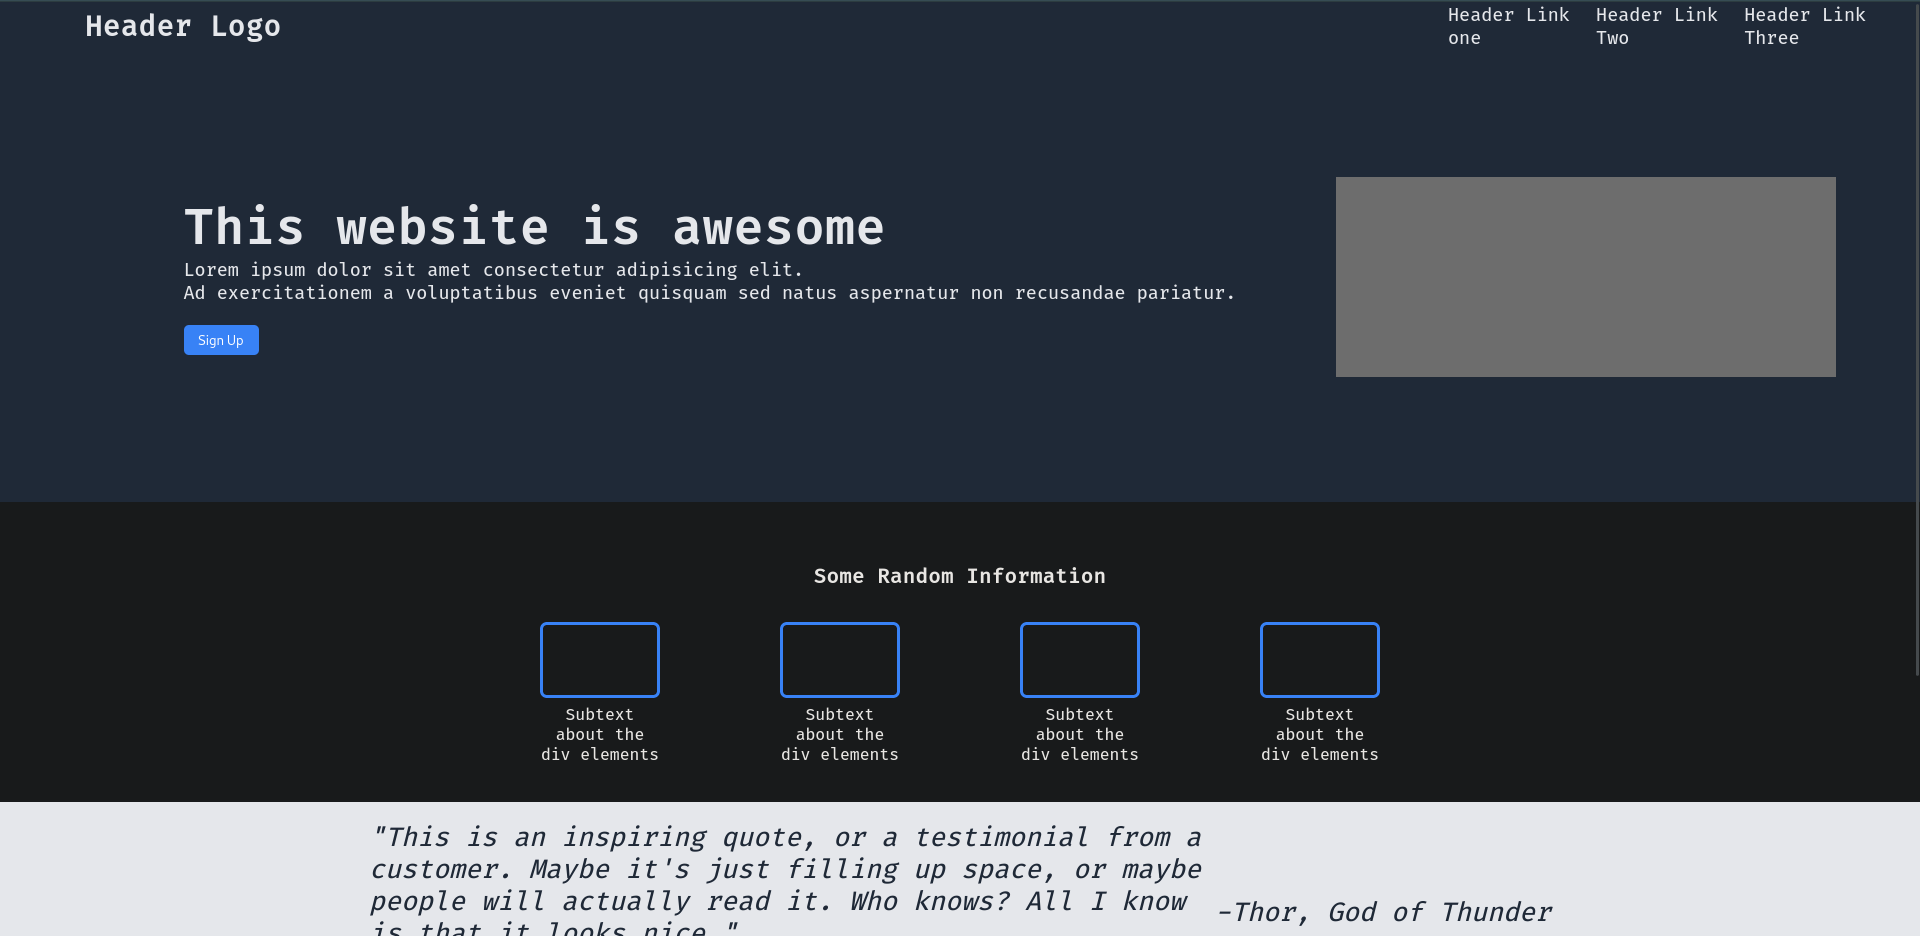 Header Logo
Header Link
one
Header Link
Two
Header Link
Three
This website is awesome
Lorem ipsum dolor sit amet consectetur adipisicing elit.
Ad exercitationem a voluptatibus eveniet quisquam sed natus aspernatur non recusandae pariatur.
Sign Up
Some Random Information
Subtext
about the
div elements
Subtext
about the
div elements
Subtext
about the
div elements
Subtext
about the
div elements
"This is an inspiring quote, or a testimonial from a
customer. Maybe it's just filling up space, or maybe
people will actually read it. Who knows? All I know
is that it looks nice."
-Thor, God of Thunder